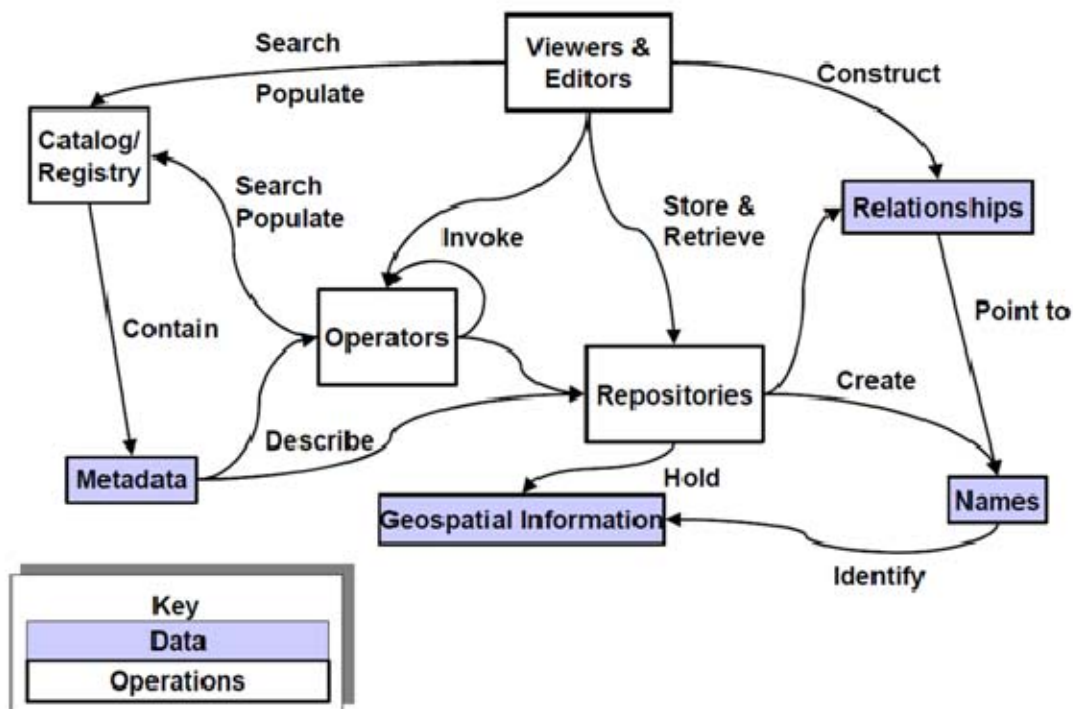 Search
Populate
Viewers &
Editors
Construct
Catalog/
Registry
Search
Populate
Invoke
Store &
Retrieve
Relationships
Contain
Operators
Point to
Repositories
Create
Describe
Metadata
Hold
Geospatial Information
Names
Identify
Key
Data
Operations